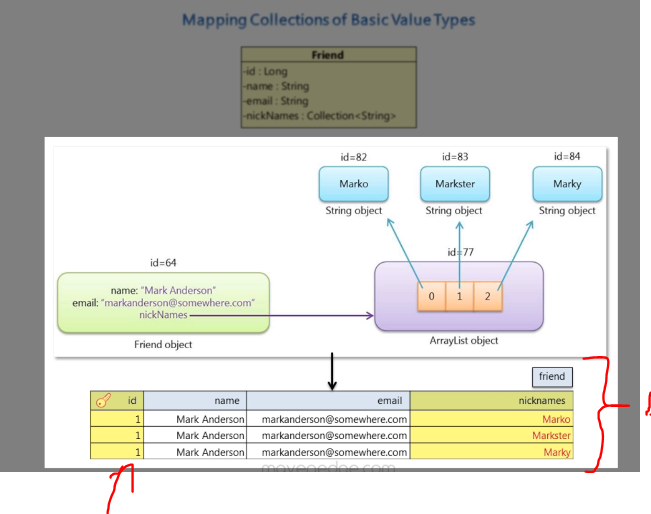 Mapping Collections of Basic Value Types
Friend
-id : Long
-name : String
-email : String
-nickNames : Collection<String>
id=82
id=83
id=84
Marko
Markster
Marky
String object
String object
String object
id=64
id=77
name: "Mark Anderson"
email: "markanderson@somewhere.com"
nickNames
0 1 2
Friend object
ArrayList object
friend
id name email nicknames
1 Mark Anderson markanderson@somewhere.com Marko
1 Mark Anderson markanderson@somewhere.com Markster
1 Mark Anderson markanderson@somewhere.com Marky